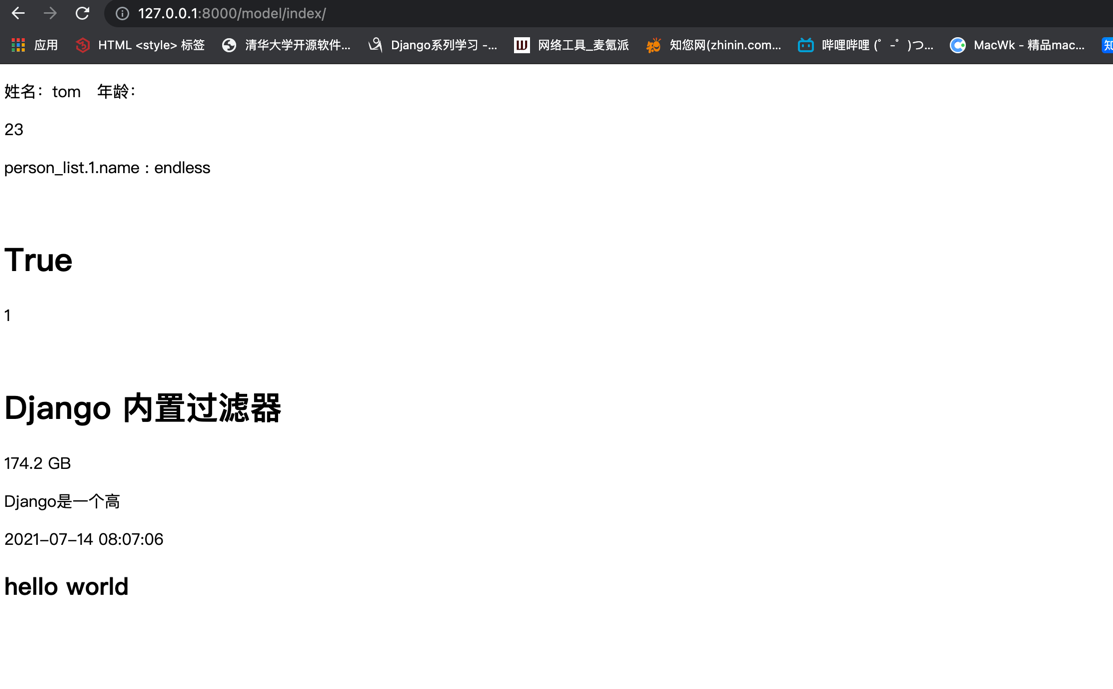 127.0.0.1:8000/model/index/
应用 HTML <style> 标签 清华大学开源软件... Django系列学习 -... 网络工具_麦氪派 知您网(zhinin.com... 哔哩哔哩 (゜-゜)つ... MacWk - 精品mac... 知
姓名：tom 年龄：
23
person_list.1.name : endless
True
1
Django 内置过滤器
174.2 GB
Django是一个高
2021-07-14 08:07:06
hello world